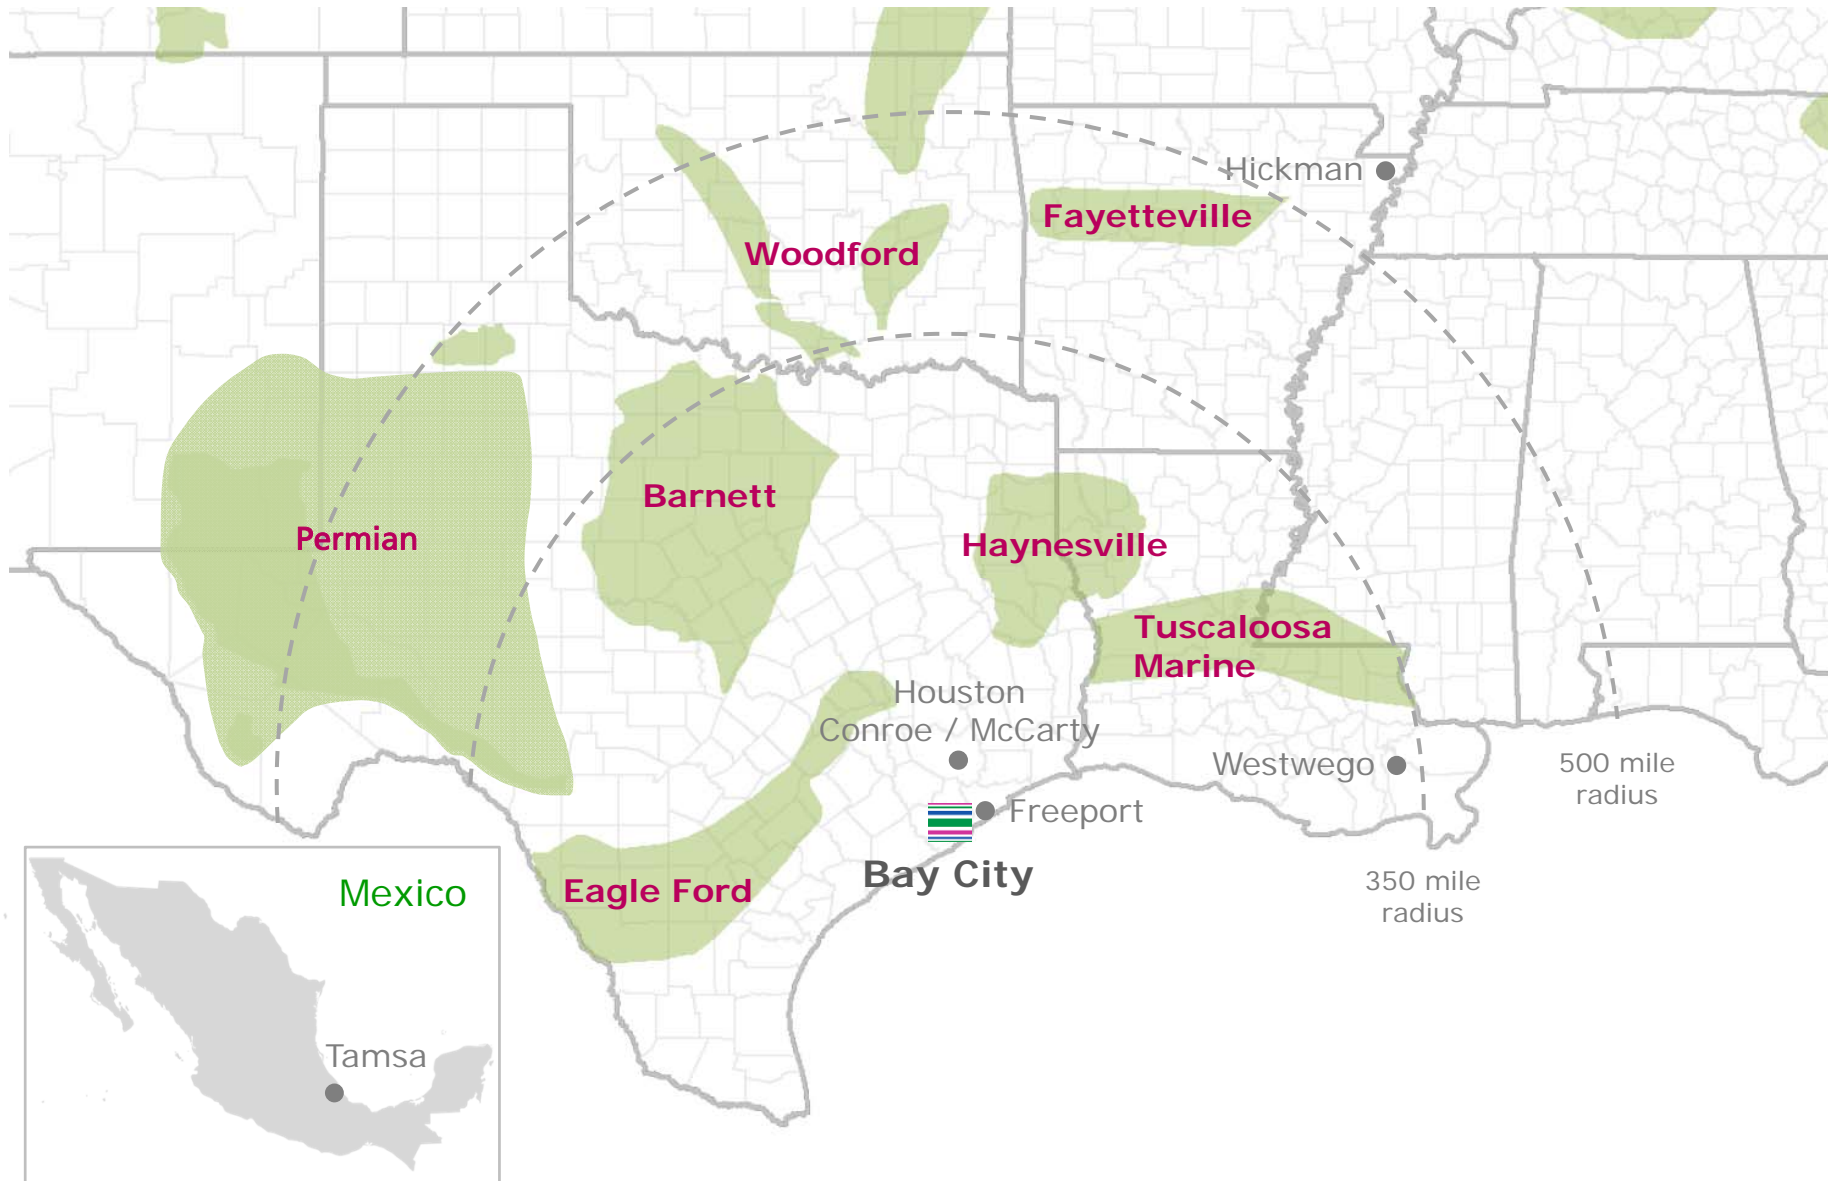 Hickman
Fayetteville
Woodford
Barnett
Permian
Haynesville
Tuscaloosa
Marine
Houston
Conroe / McCarty
Westwego
500 mile
radius
Freeport
Bay City
350 mile
radius
Eagle Ford
Mexico
Tamsa